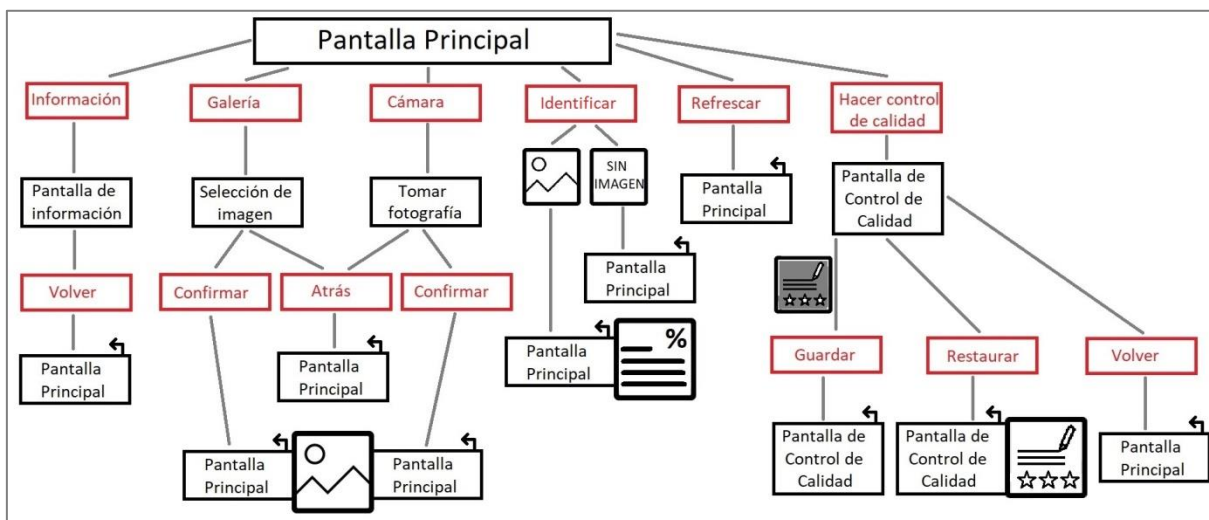 Pantalla Principal
Información
Galería
Cámara
Identificar
Refrescar
Hacer control
de calidad
SIN
IMAGEN
Pantalla de
información
Selección de
imagen
Tomar
fotografía
Pantalla
Principal
Pantalla de
Control de
Calidad
Pantalla
Principal
Volver
Confirmar
Atrás
Confirmar
Pantalla
Principal
Pantalla
Principal
Pantalla
Principal
%
Guardar
Restaurar
Volver
Pantalla
Principal
Pantalla
Principal
Pantalla de
Control de
Calidad
Pantalla de
Control de
Calidad
Pantalla
Principal